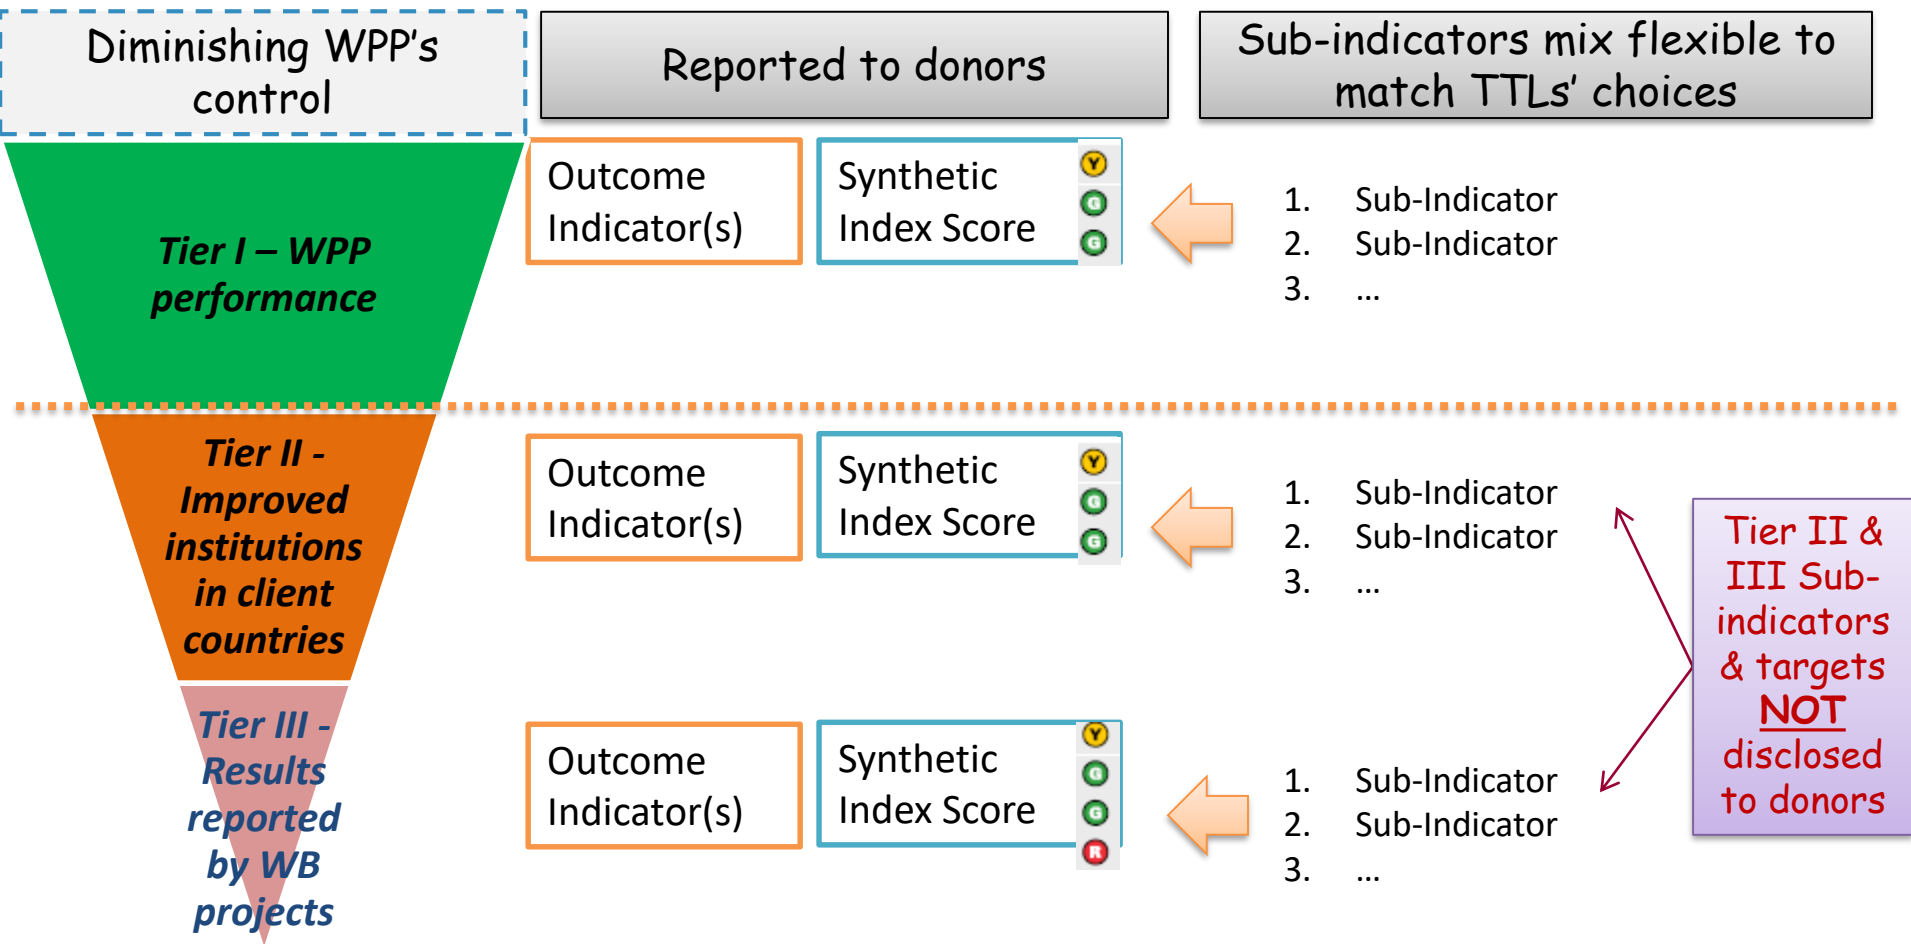 Diminishing WPP's
control
Reported to donors
Sub-indicators mix flexible to
match TTLs' choices
Tier I – WPP
performance
Outcome
Indicator(s)
Synthetic
Index Score
Y
G
G
1. Sub-Indicator
2. Sub-Indicator
3. ...
Tier II -
Improved
institutions
in client
countries
Outcome
Indicator(s)
Synthetic
Index Score
Y
G
G
1. Sub-Indicator
2. Sub-Indicator
3. ...
Tier II &
III Sub-
indicators
& targets
NOT
disclosed
to donors
Tier III -
Results
reported
by WB
projects
Outcome
Indicator(s)
Synthetic
Index Score
Y
G
G
R
1. Sub-Indicator
2. Sub-Indicator
3. ...